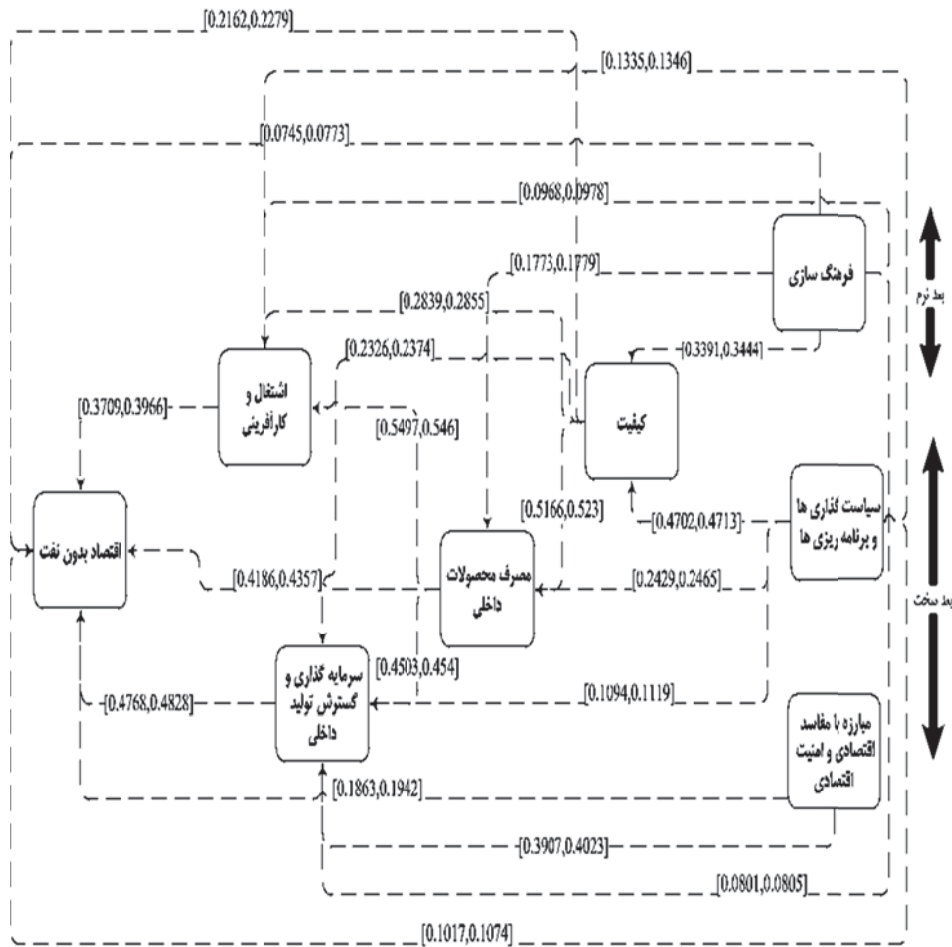 [0.2162,0.2279]
[0.1335,0.1346]
[0.0745,0.0773]
[0.0968,0.0978]
فرهنگ سازی
[0.1773,0.1779]
بعد نرم
[0.2839,0.2855]
[0.2326,0.2374]
[0.3391,0.3444]
اشتغال و
کارآفرینی
[0.3709,0.3966]
[0.5497,0.546]
کیفیت
سیاست گذاری ها
و برنامه ریزی ها
[0.5166,0.523]
[0.4702,0.4713]
اقتصاد بدون نفت
مصرف محصولات
داخلی
[0.4186,0.4357]
[0.2429,0.2465]
بعد سخت
[0.4503,0.454]
سرمایه گذاری و
گسترش تولید
داخلی
[0.4768,0.4828]
[0.1094,0.1119]
مبارزه با مفاسد
اقتصادی و امنیت
اقتصادی
[0.1863,0.1942]
[0.3907,0.4023]
[0.0801,0.0805]
[0.1017,0.1074]